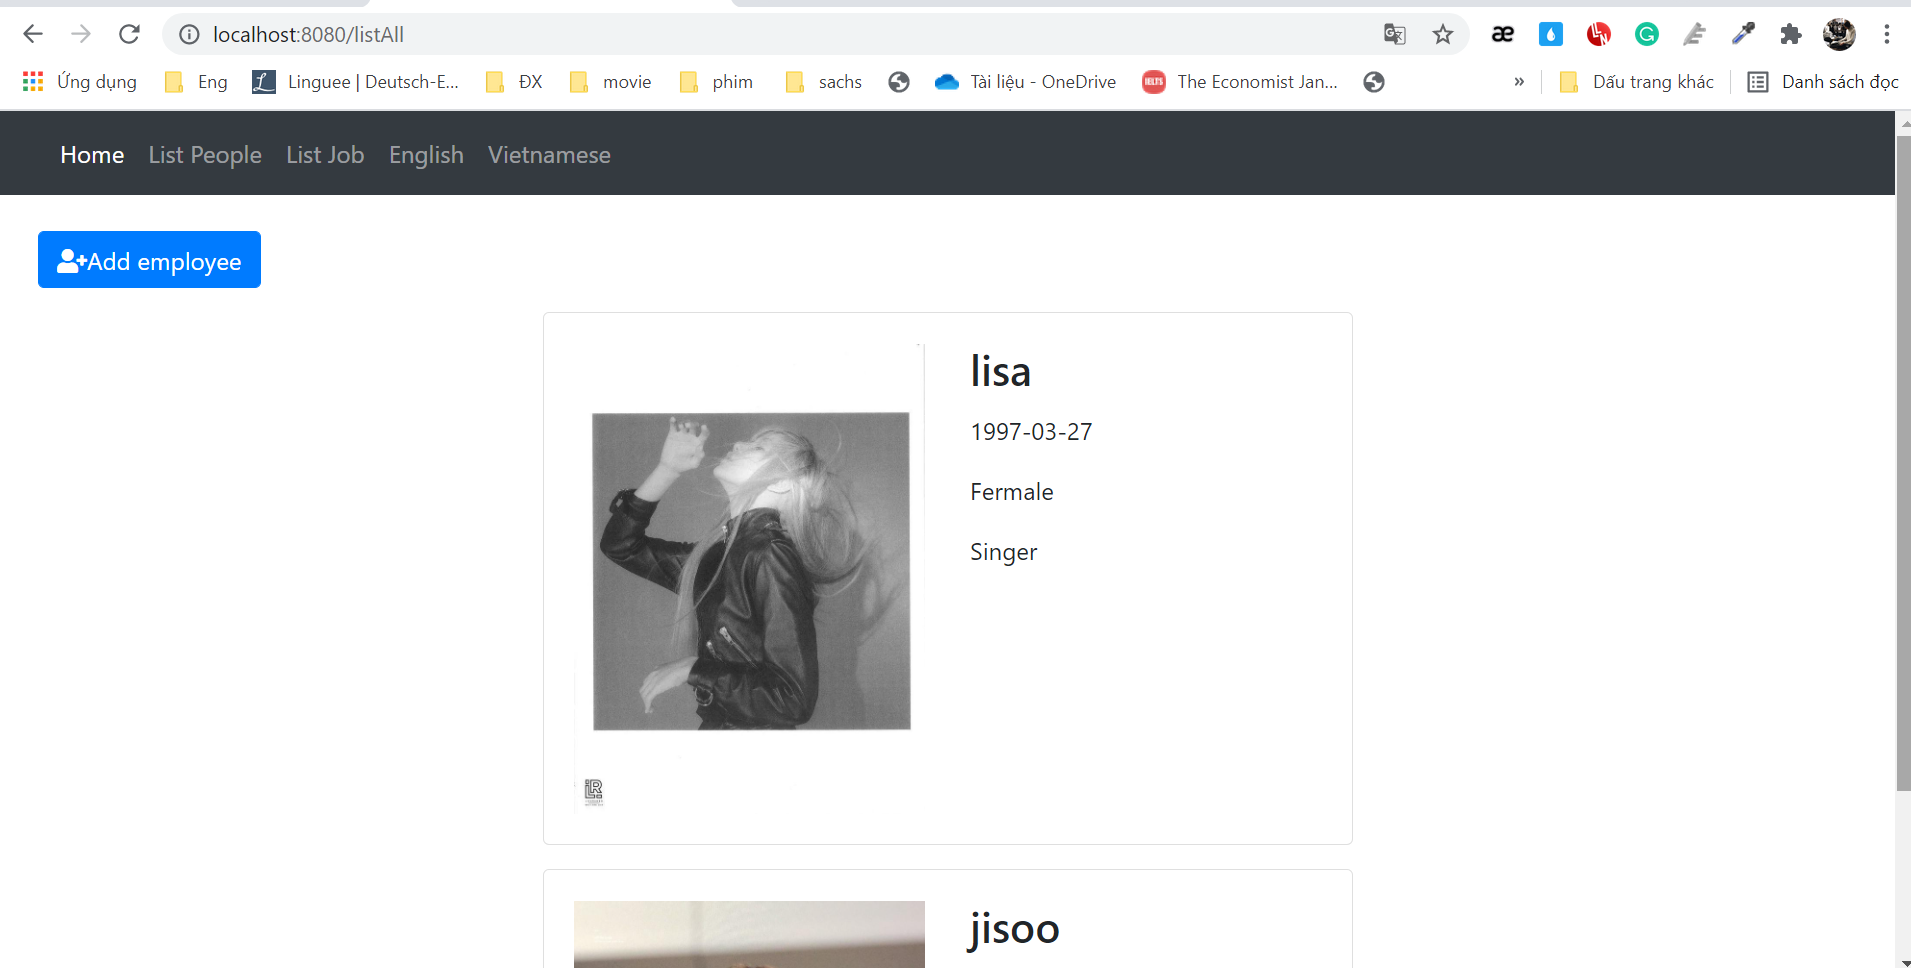 localhost:8080/listAll
Ứng dụng Eng Linguee | Deutsch-E... ĐX movie phim sachs Tài liệu - OneDrive IELTS The Economist Jan... » Dấu trang khác Danh sách đọc
Home List People List Job English Vietnamese
Add employee
lisa
1997-03-27
Fermale
Singer
jisoo